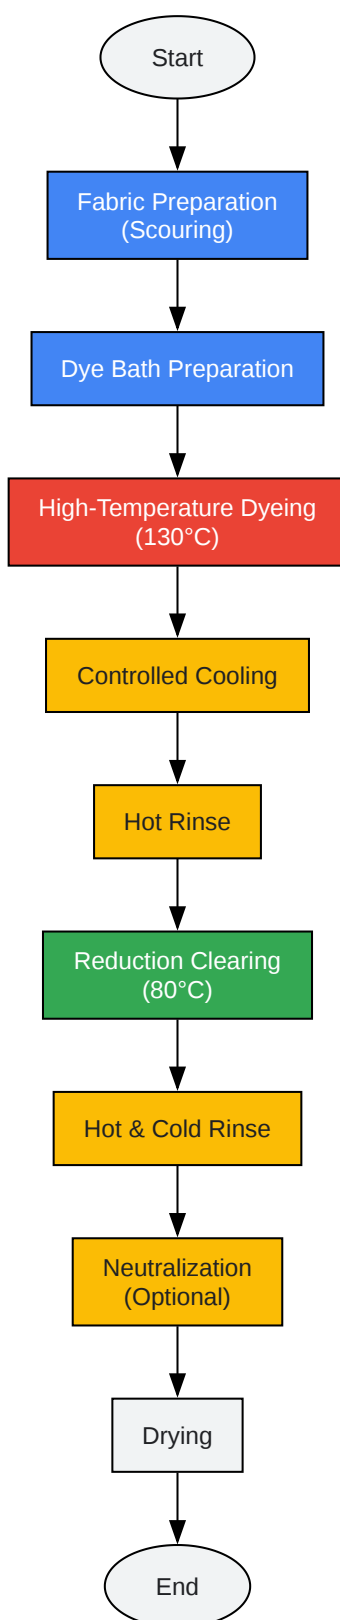 Start
Fabric Preparation
(Scouring)
Dye Bath Preparation
High-Temperature Dyeing
(130°C)
Controlled Cooling
Hot Rinse
Reduction Clearing
(80°C)
Hot & Cold Rinse
Neutralization
(Optional)
Drying
End